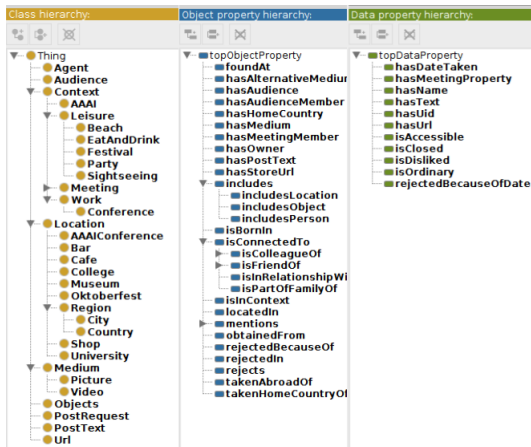 Class hierarchy:
Thing
Agent
Audience
Context
AAAI
Leisure
Beach
EatAndDrink
Festival
Party
Sightseeing
Meeting
Work
Conference
Location
AAAIConference
Bar
Cafe
College
Museum
Oktoberfest
Region
City
Country
Shop
University
Medium
Picture
Video
Objects
PostRequest
PostText
Url
Object property hierarchy:
topObjectProperty
foundAt
hasAlternativeMediur
hasAudience
hasAudienceMember
hasHomeCountry
hasMedium
hasMeetingMember
hasOwner
hasPostText
hasStoreUrl
includes
includesLocation
includesObject
includesPerson
isBornIn
isConnectedTo
isColleagueOf
isFriendOf
isInRelationshipWi
isPartOfFamilyOf
isInContext
locatedIn
mentions
obtainedFrom
rejectedBecauseOf
rejectedIn
rejects
takenAbroadOf
takenHomeCountryOf
Data property hierarchy:
topDataProperty
hasDateTaken
hasMeetingProperty
hasName
hasText
hasUid
hasUrl
isAccessible
isClosed
isDisliked
isOrdinary
rejectedBecauseOfDate